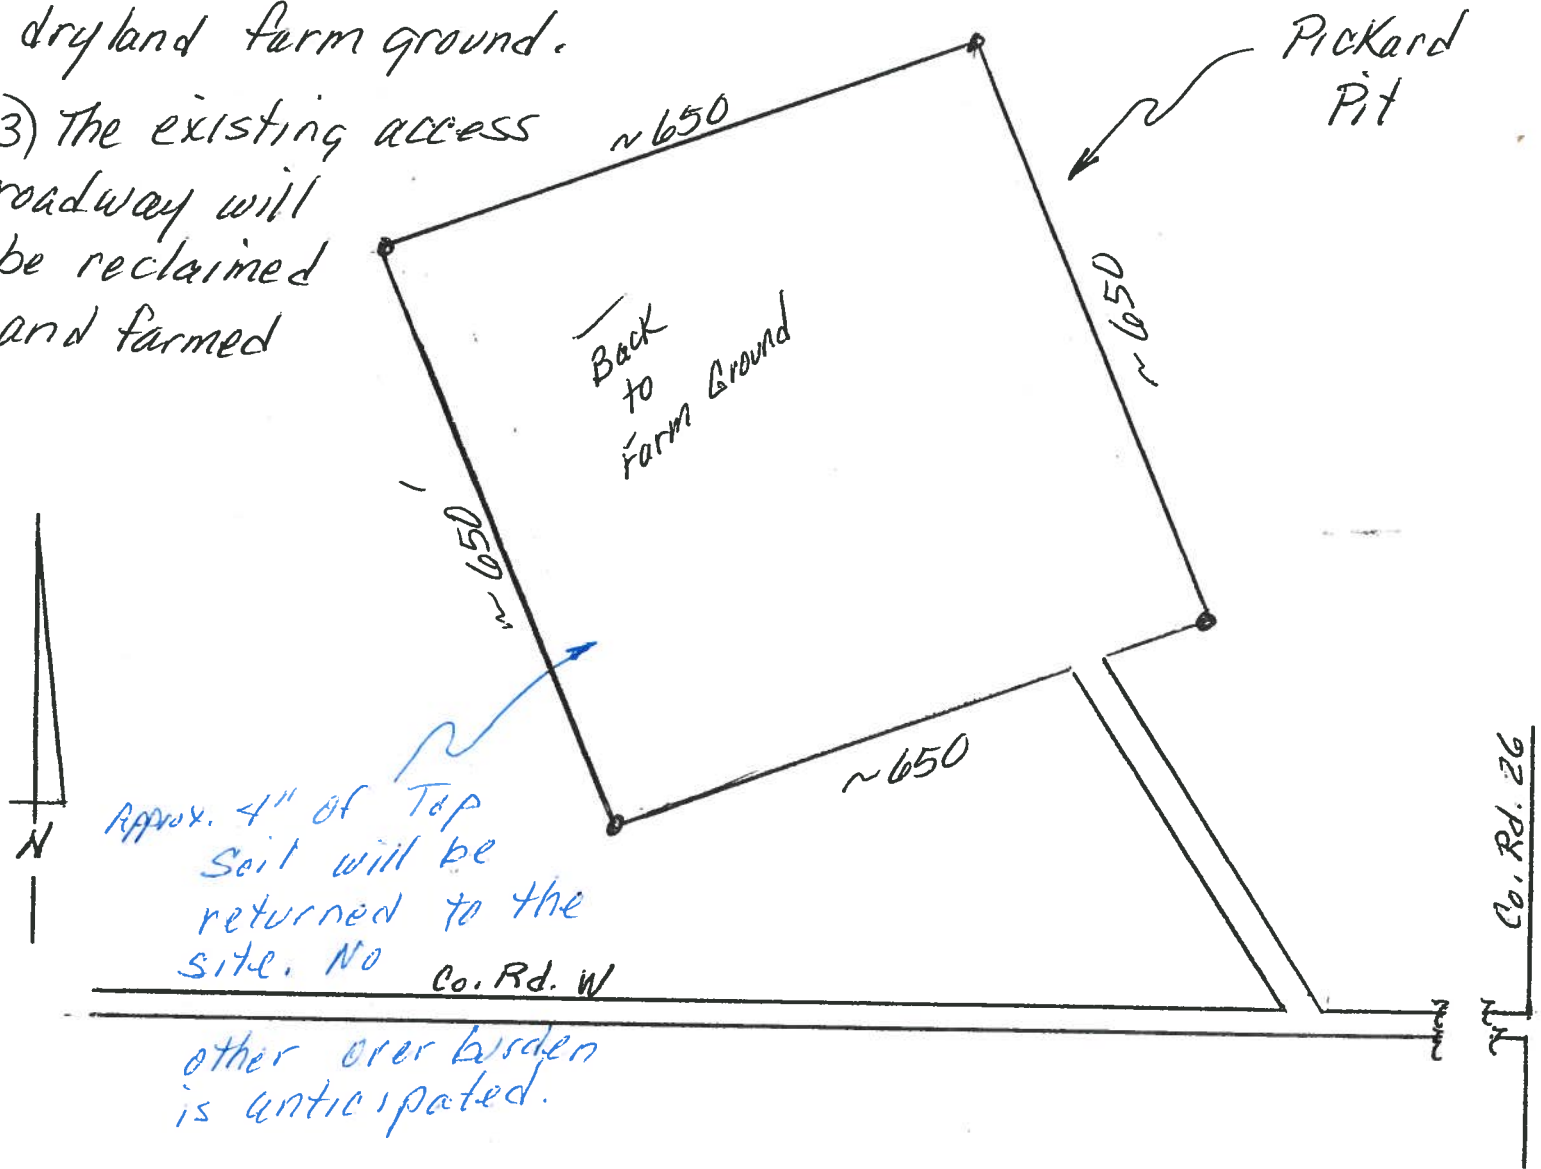 dryland farm ground.
3) The existing access
roadway will
be reclaimed
and farmed
Pickard
Pit
~650
~650
~650
~650
Back
to
Farm Ground
Approx. 4" of Top
Soil will be
returned to the
site. No
other over burden
is anticipated.
Co. Rd. W
Co. Rd. 26
N